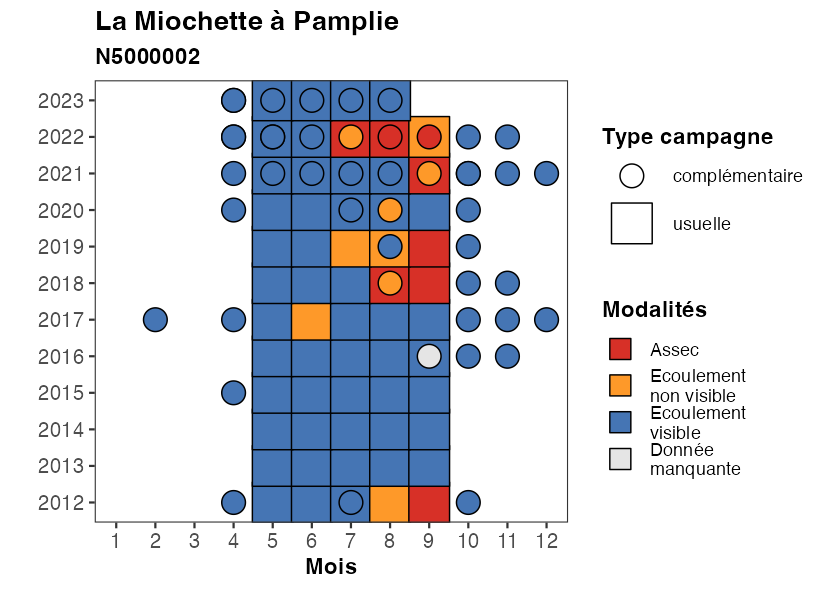 La Miochette à Pamplie
N5000002
2023
2022
2021
2020
2019
2018
2017
2016
2015
2014
2013
2012
1 2 3 4 5 6 7 8 9 10 11 12
Mois
Type campagne
complémentaire
usuelle
Modalités
Assec
Ecoulement
non visible
Ecoulement
visible
Donnée
manquante